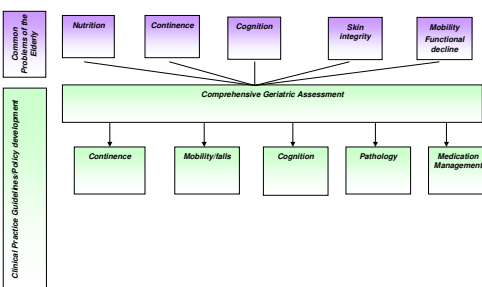 Common
Problems of the
Elderly
Nutrition
Continence
Cognition
Skin
integrity
Mobility
Functional
decline
Clinical Practice Guidelines/Policy development
Comprehensive Geriatric Assessment
Continence
Mobility/falls
Cognition
Pathology
Medication
Management